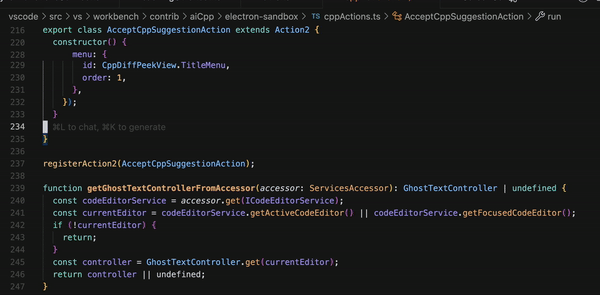 vscode > src > vs > workbench > contrib > aiCpp > electron-sandbox > TS cppActions.ts > AcceptCppSuggestionAction > run
216 export class AcceptCppSuggestionAction extends Action2 {
220 constructor() {
228 menu: {
229 id: CppDiffPeekView.TitleMenu,
230 order: 1,
231 },
232 });
233 }
234 ⌘L to chat, ⌘K to generate
235 }
236
237 registerAction2(AcceptCppSuggestionAction);
238
239 function getGhostTextControllerFromAccessor(accessor: ServicesAccessor): GhostTextController | undefined {
240 const codeEditorService = accessor.get(ICodeEditorService);
241 const currentEditor = codeEditorService.getActiveCodeEditor() || codeEditorService.getFocusedCodeEditor();
242 if (!currentEditor) {
243 return;
244 }
245 const controller = GhostTextController.get(currentEditor);
246 return controller || undefined;
247 }